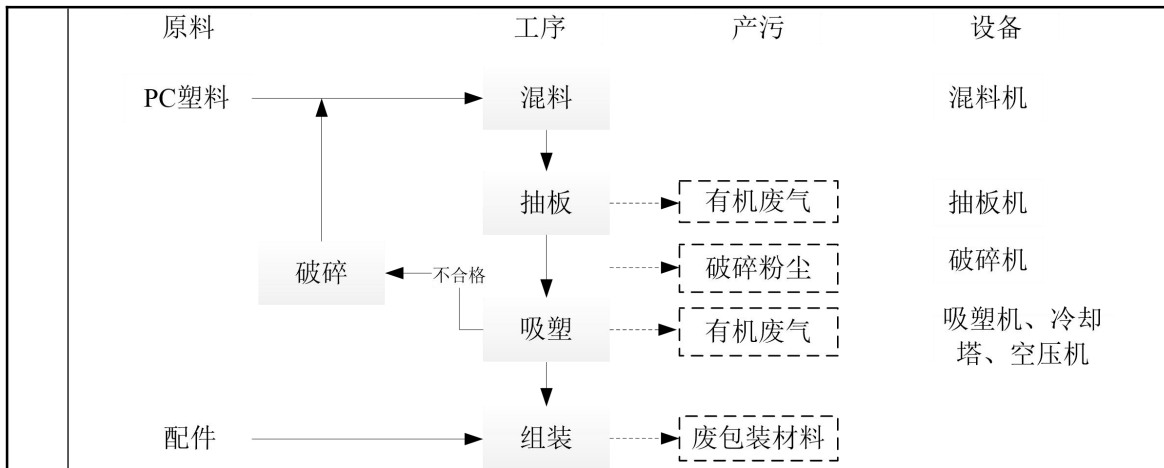 原料 工序 产污 设备
PC塑料 混料 混料机
抽板 有机废气 抽板机
破碎 不合格 破碎粉尘 破碎机
吸塑 有机废气 吸塑机、冷却
塔、空压机
配件 组装 废包装材料